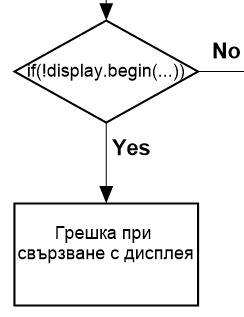 if(!display.begin(...))
No
Yes
Грешка при
свързване с дисплея